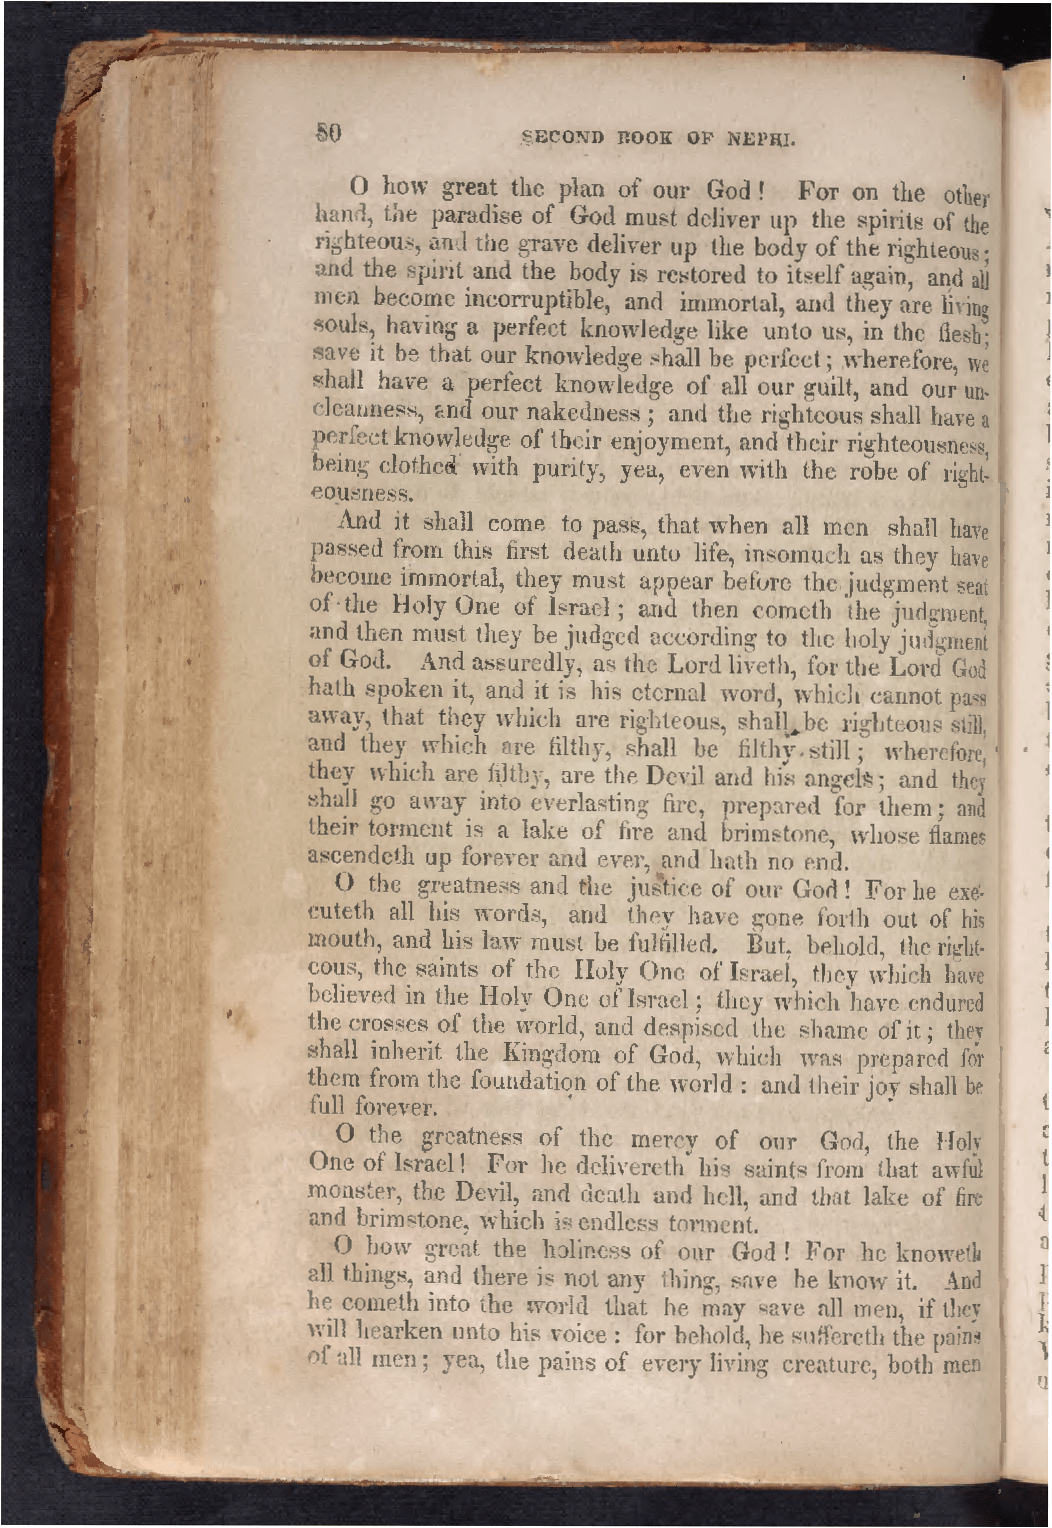 80 SECOND BOOK OF NEPHI.
O how great the plan of our God! For on the other
hand, the paradise of God must deliver up the spirits of the
righteous, and the grave deliver up the body of the righteous;
and the spirit and the body is restored to itself again, and all
men become incorruptible, and immortal, and they are living
souls, having a perfect knowledge like unto us, in the flesh;
save it be that our knowledge shall be perfect; wherefore, we
shall have a perfect knowledge of all our guilt, and our un-
cleanness, and our nakedness; and the righteous shall have a
perfect knowledge of their enjoyment, and their righteousness,
being clothed with purity, yea, even with the robe of right-
eousness.
And it shall come to pass, that when all men shall have
passed from this first death unto life, insomuch as they have
become immortal, they must appear before the judgment seat
of the Holy One of Israel; and then cometh the judgment,
and then must they be judged according to the holy judgment
of God. And assuredly, as the Lord liveth, for the Lord God
hath spoken it, and it is his eternal word, which cannot pass
away, that they which are righteous, shall be righteous still,
and they which are filthy, shall be filthy still; wherefore,
they which are filthy, are the Devil and his angels; and they
shall go away into everlasting fire, prepared for them; and
their torment is a lake of fire and brimstone, whose flames
ascendeth up forever and ever, and hath no end.
O the greatness and the justice of our God! For he exe-
cuteth all his words, and they have gone forth out of his
mouth, and his law must be fulfilled. But, behold, the right-
eous, the saints of the Holy One of Israel, they which have
believed in the Holy One of Israel; they which have endured
the crosses of the world, and despised the shame of it; they
shall inherit the Kingdom of God, which was prepared for
them from the foundation of the world: and their joy shall be
full forever.
O the greatness of the mercy of our God, the Holy
One of Israel! For he delivereth his saints from that awful
monster, the Devil, and death and hell, and that lake of fire
and brimstone, which is endless torment.
O how great the holiness of our God! For he knoweth
all things, and there is not any thing, save he know it. And
he cometh into the world that he may save all men, if they
will hearken unto his voice: for behold, he suffereth the pains
of all men; yea, the pains of every living creature, both men